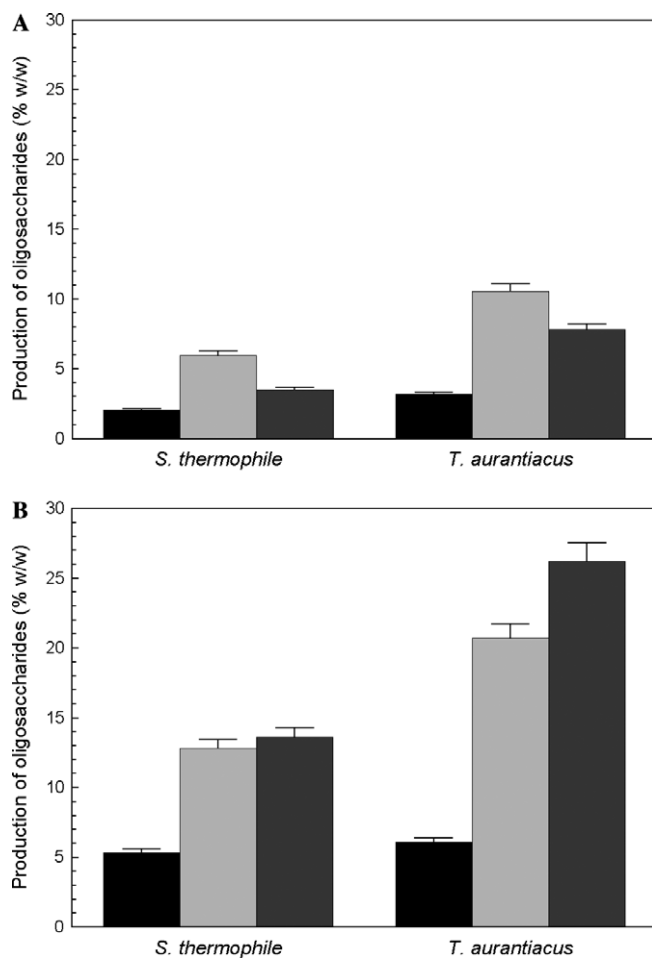 A
30
25
20
15
10
5
0
Production of oligosaccharides (% w/w)
S. thermophile T. aurantiacus
B
30
25
20
15
10
5
0
Production of oligosaccharides (% w/w)
S. thermophile T. aurantiacus